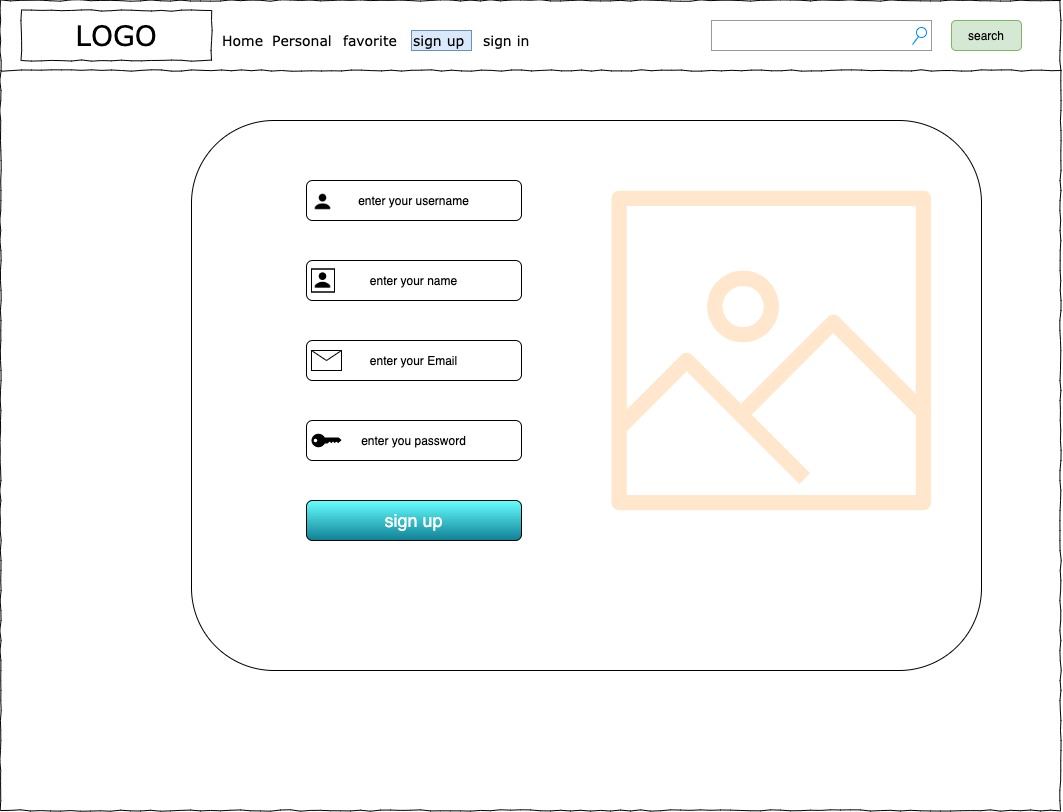 LOGO
Home Personal favorite sign up sign in
search
enter your username
enter your name
enter your Email
enter you password
sign up